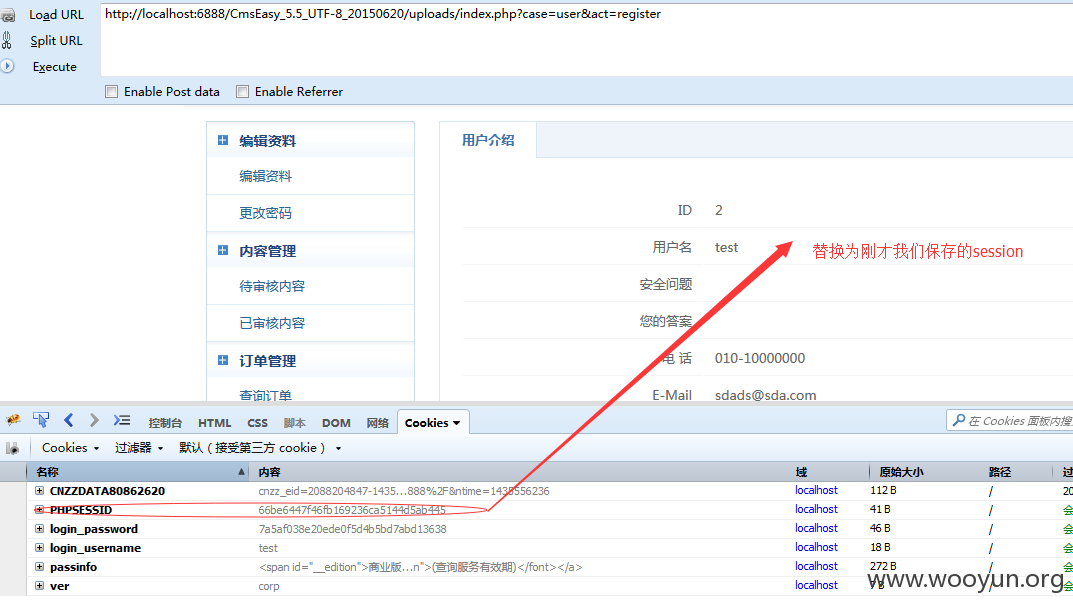 Load URL
http://localhost:6888/CmsEasy_5.5_UTF-8_20150620/uploads/index.php?case=user&act=register
Split URL
Execute
Enable Post data Enable Referrer
编辑资料
用户介绍
编辑资料
更改密码
ID 2
内容管理
用户名 test
替换为刚才我们保存的session
待审核内容
安全问题
已审核内容
您的答案
订单管理
电 话 010-10000000
查询订单
E-Mail sdads@sda.com
控制台 HTML CSS 脚本 DOM 网络 Cookies
在 Cookies 面板内搜
Cookies 过滤器 默认（接受第三方 cookie）
名称 内容 域 原始大小 路径 过
CNZZDATA80862620 cnzz_eid=2088204847-1435...888%2F&ntime=1435556236 localhost 112 B / 20
PHPSESSID 66be6447f46fb169236ca5144d5ab445 localhost 41 B / 会
login_password 7a5af038e20ede0f5d4b5bd7abd13638 localhost 46 B / 会
login_username test localhost 18 B / 会
passinfo <span id="__edition">商业版...n">(查询服务有效期)</font></a> localhost 272 B / 会
ver corp localhost 7 B / 会
www.wooyun.org